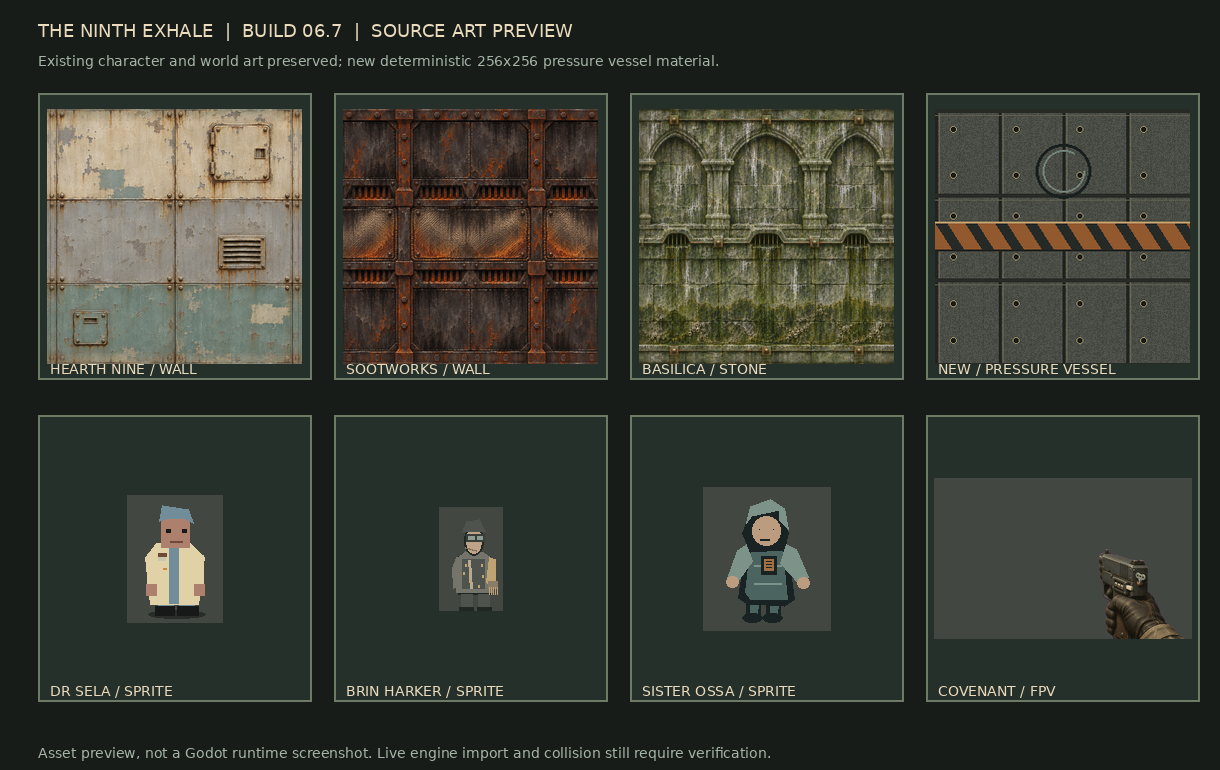 THE NINTH EXHALE | BUILD 06.7 | SOURCE ART PREVIEW
Existing character and world art preserved; new deterministic 256x256 pressure vessel material.
HEARTH NINE / WALL
SOOTWORKS / WALL
BASILICA / STONE
NEW / PRESSURE VESSEL
DR SELA / SPRITE
BRIN HARKER / SPRITE
SISTER OSSA / SPRITE
COVENANT / FPV
Asset preview, not a Godot runtime screenshot. Live engine import and collision still require verification.